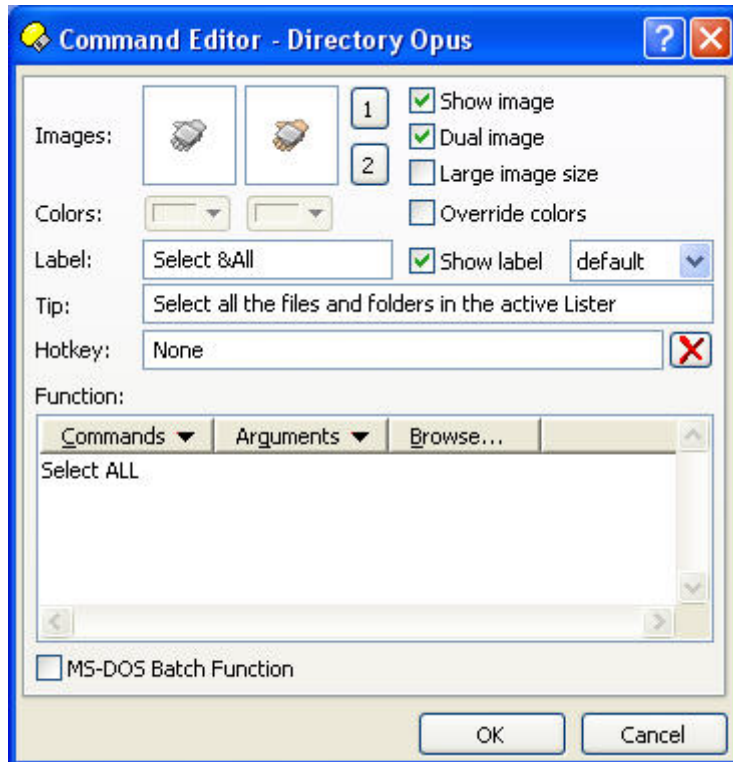 Command Editor - Directory Opus
Images:
1
2
Show image
Dual image
Large image size
Colors:
Override colors
Label:
Select &All
Show label
default
Tip:
Select all the files and folders in the active Lister
Hotkey:
None
Function:
Commands Arguments Browse...
Select ALL
MS-DOS Batch Function
OK Cancel